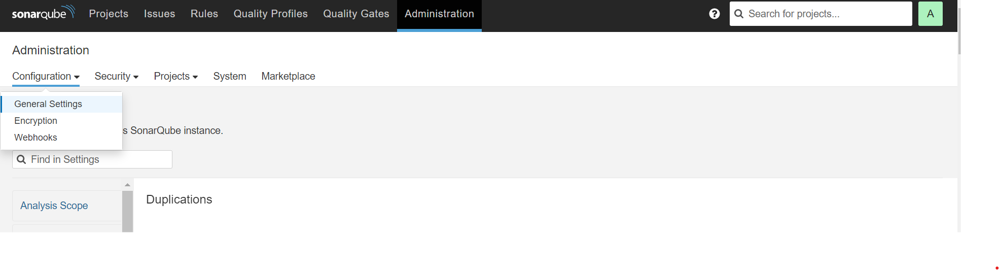 sonarqube Projects Issues Rules Quality Profiles Quality Gates Administration Search for projects... A
Administration
Configuration Security Projects System Marketplace
General Settings
Encryption
s SonarQube instance.
Webhooks
Find in Settings
Analysis Scope
Duplications